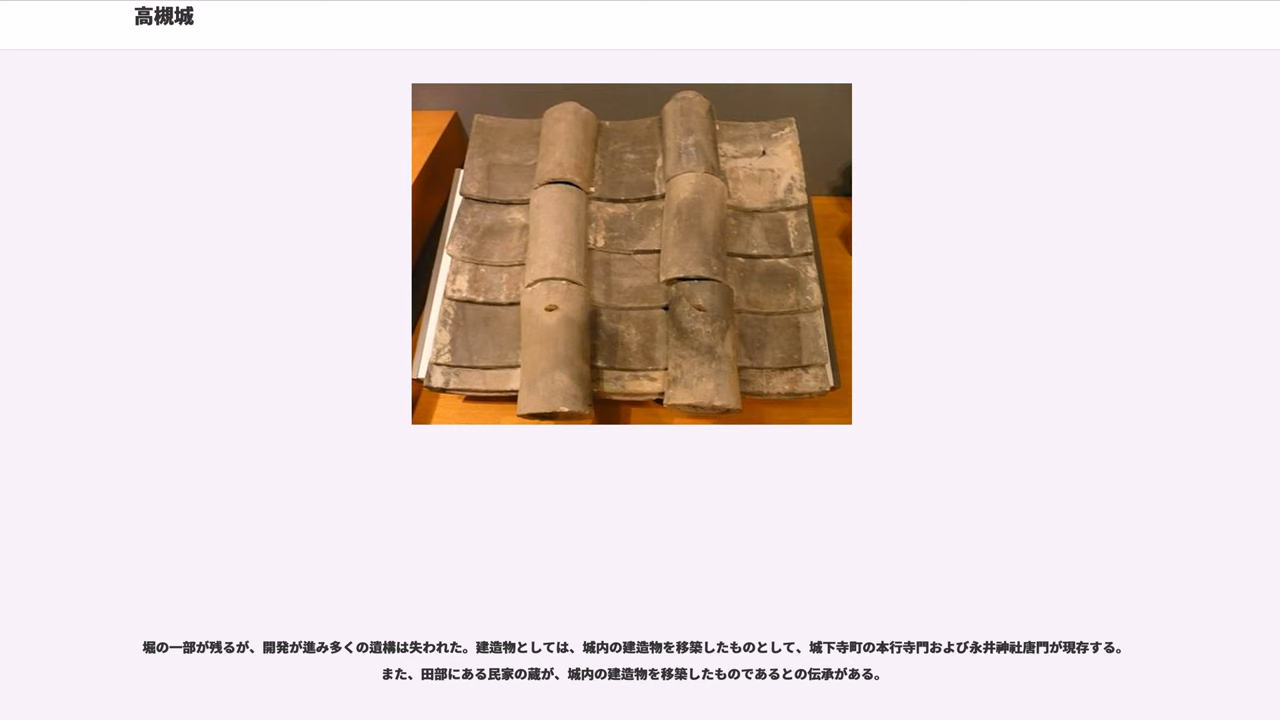 高槻城
堀の一部が残るが、開発が進み多くの遺構は失われた。建造物としては、城内の建造物を移築したものとして、城下寺町の本行寺門および永井神社唐門が現存する。
また、田部にある民家の蔵が、城内の建造物を移築したものであるとの伝承がある。